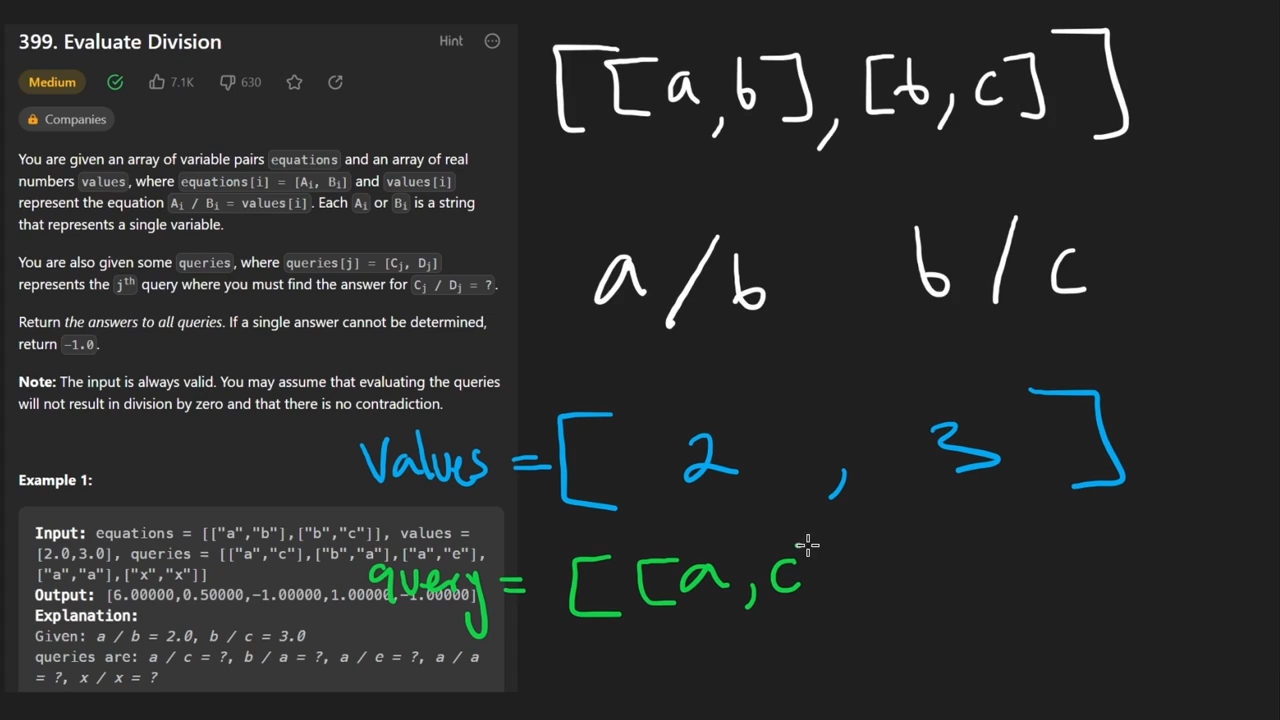 399. Evaluate Division
Hint
Medium
7.1K
630
Companies
You are given an array of variable pairs equations and an array of real
numbers values, where equations[i] = [Ai, Bi] and values[i]
represent the equation Ai / Bi = values[i]. Each Ai or Bi is a string
that represents a single variable.
You are also given some queries, where queries[j] = [Cj, Dj]
represents the jth query where you must find the answer for Cj / Dj = ?.
Return the answers to all queries. If a single answer cannot be determined,
return -1.0.
Note: The input is always valid. You may assume that evaluating the queries
will not result in division by zero and that there is no contradiction.
Example 1:
Input: equations = [["a","b"],["b","c"]], values =
[2.0,3.0], queries = [["a","c"],["b","a"],["a","e"],
["a","a"],["x","x"]]
Output: [6.00000,0.50000,-1.00000,1.00000,-1.00000]
Explanation:
Given: a / b = 2.0, b / c = 3.0
queries are: a / c = ?, b / a = ?, a / e = ?, a / a
= ?, x / x = ?
[[a,b],[b,c]]
a/b b/c
values = [2, 3]
query = [[a,c